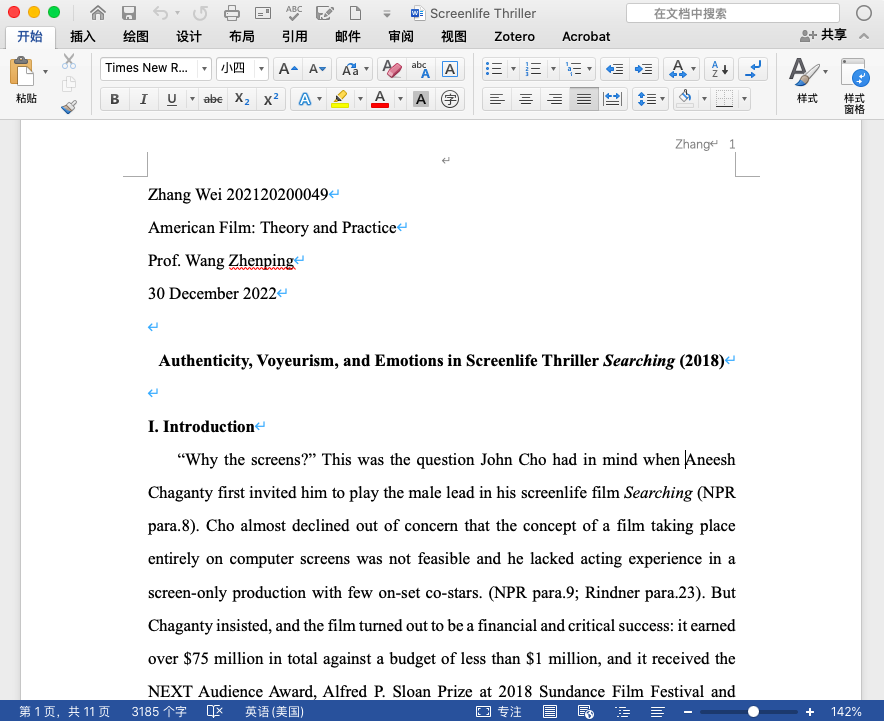 Screenlife Thriller
在文档中搜索
开始 插入 绘图 设计 布局 引用 邮件 审阅 视图 Zotero Acrobat 共享
粘贴
Times New R... 小四
样式
样式
窗格
Zhang 1
Zhang Wei 202120200049
American Film: Theory and Practice
Prof. Wang Zhenping
30 December 2022
Authenticity, Voyeurism, and Emotions in Screenlife Thriller Searching (2018)
I. Introduction
“Why the screens?” This was the question John Cho had in mind when Aneesh
Chaganty first invited him to play the male lead in his screenlife film Searching (NPR
para.8). Cho almost declined out of concern that the concept of a film taking place
entirely on computer screens was not feasible and he lacked acting experience in a
screen-only production with few on-set co-stars. (NPR para.9; Rindner para.23). But
Chaganty insisted, and the film turned out to be a financial and critical success: it earned
over $75 million in total against a budget of less than $1 million, and it received the
NEXT Audience Award, Alfred P. Sloan Prize at 2018 Sundance Film Festival and
第 1 页，共 11 页 3185 个字 英语(美国) 专注 142%